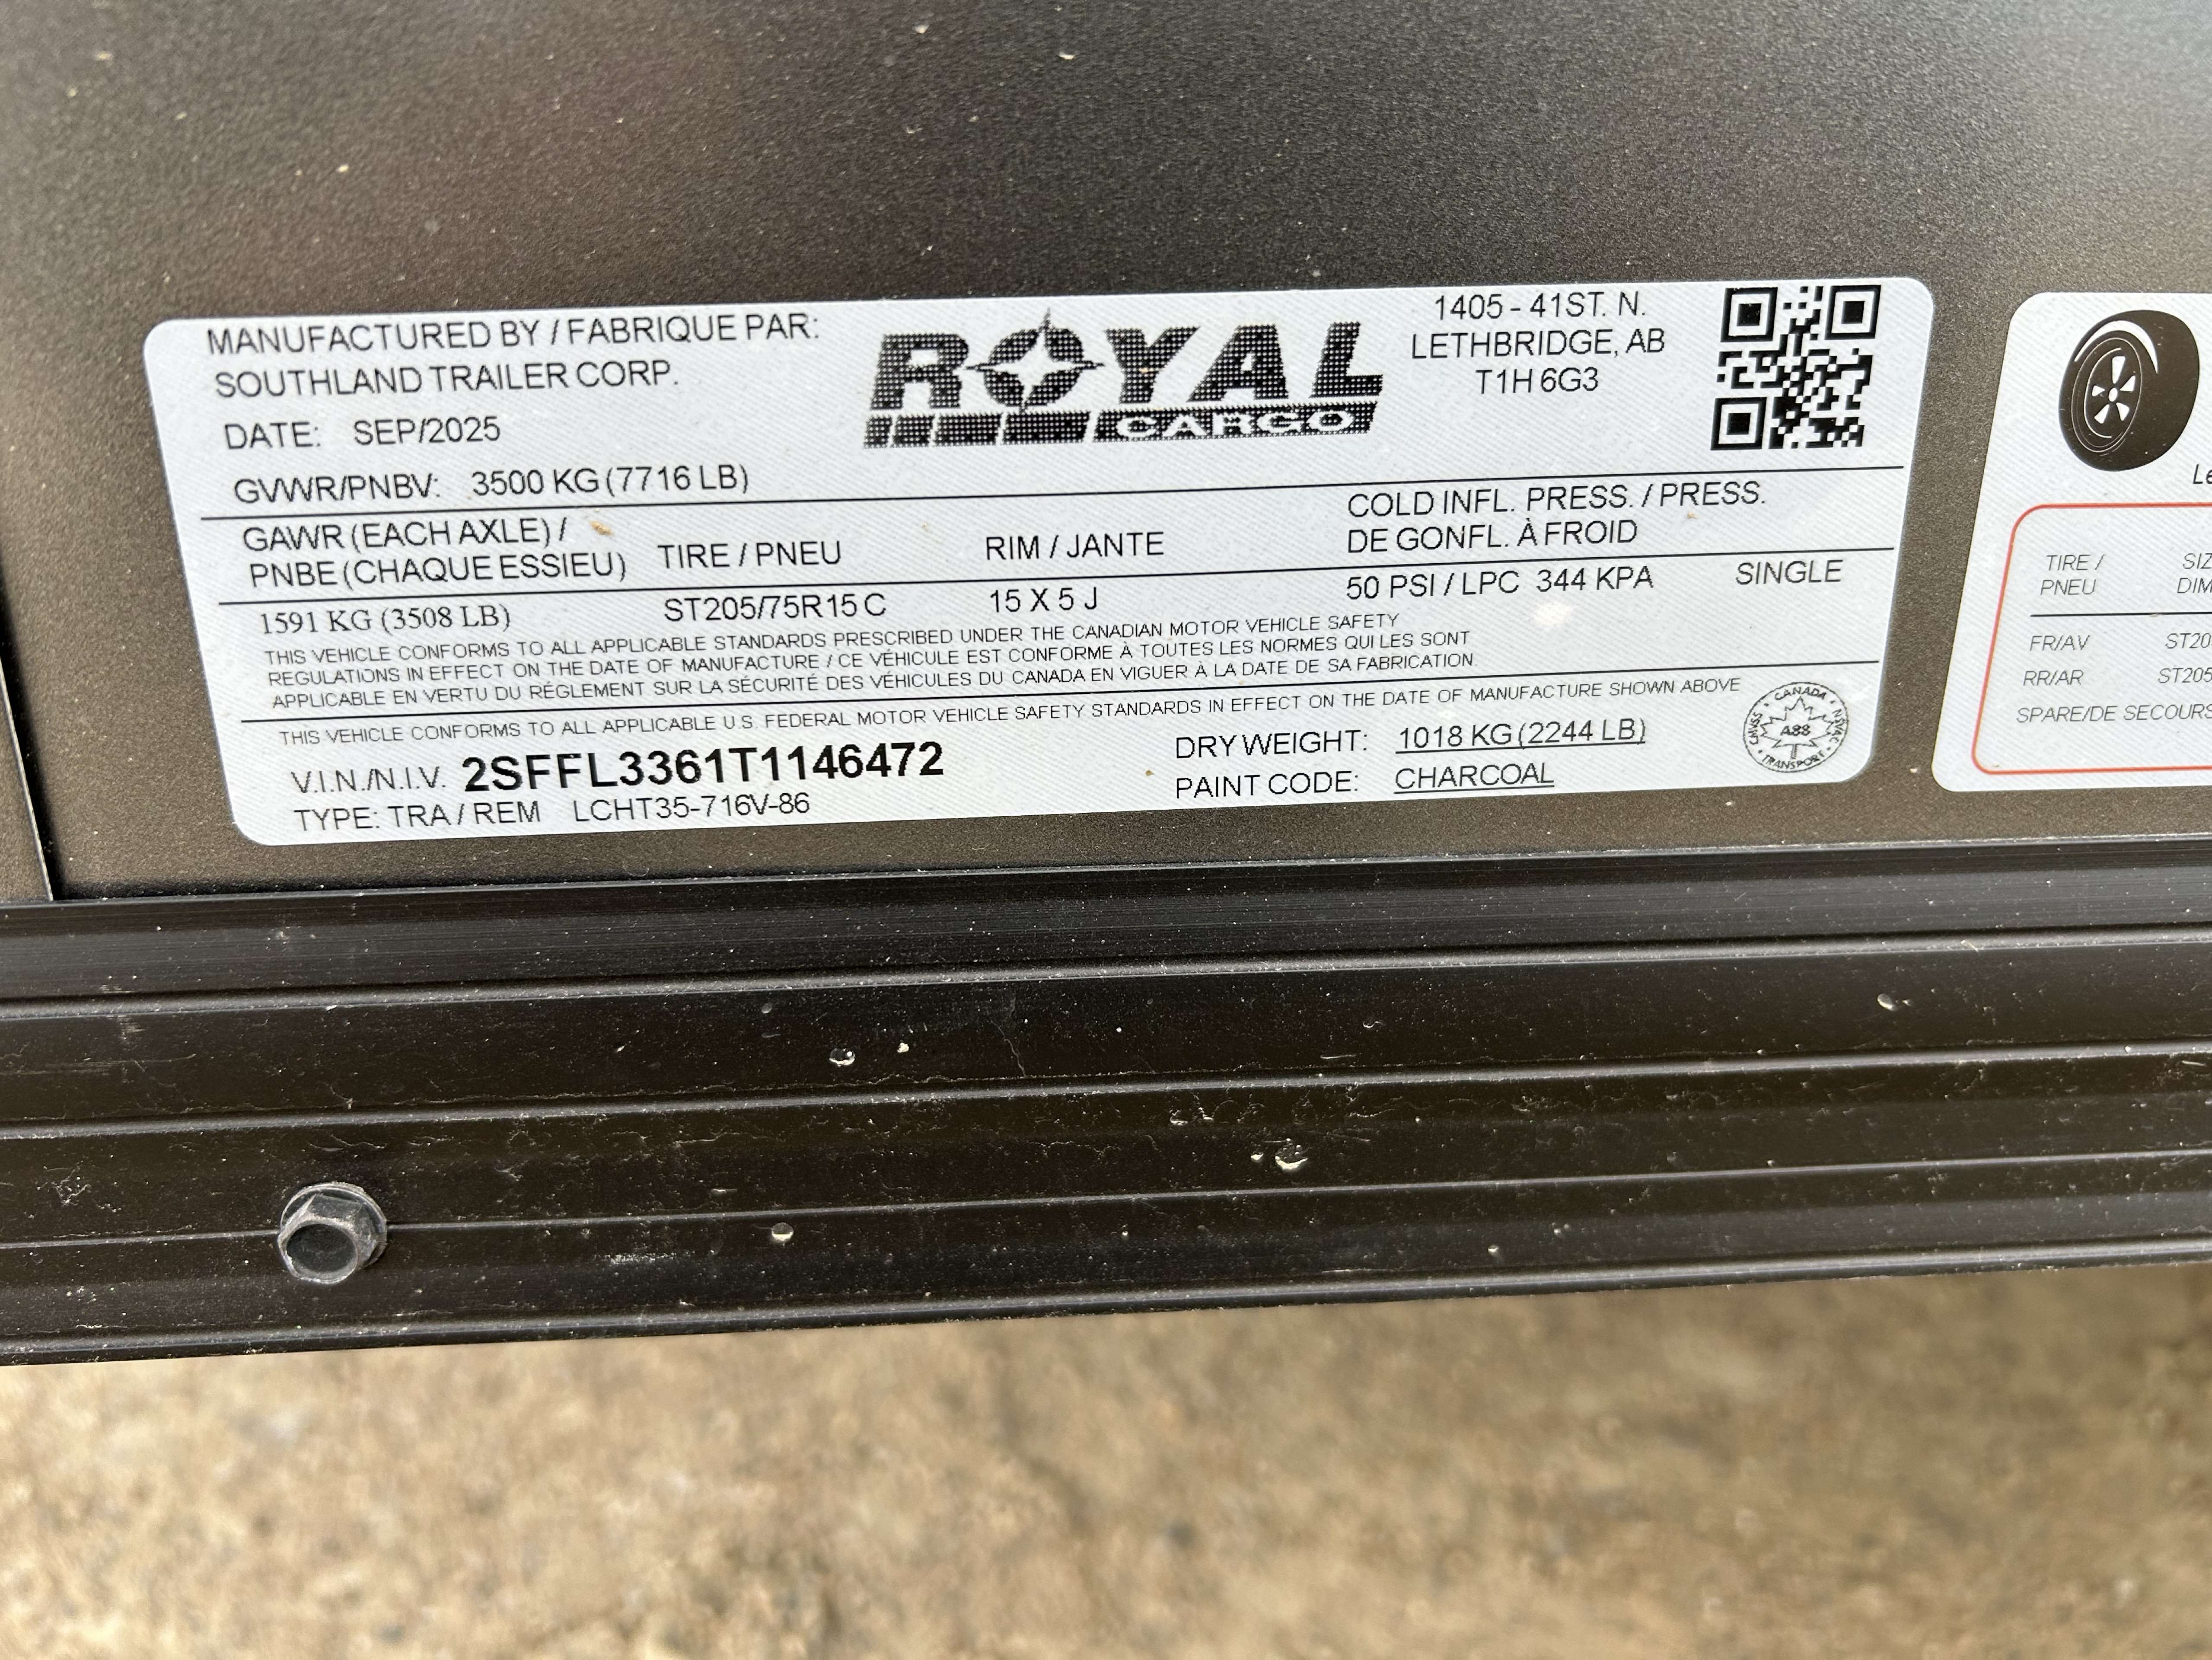 MANUFACTURED BY / FABRIQUE PAR:
SOUTHLAND TRAILER CORP.
DATE: SEP/2025
GVWR/PNBV: 3500 KG (7716 LB)
ROYAL
CARGO
1405 - 41ST. N.
LETHBRIDGE, AB
T1H 6G3
GAWR (EACH AXLE) /
PNBE (CHAQUE ESSIEU)
TIRE / PNEU
RIM / JANTE
COLD INFL. PRESS. / PRESS.
DE GONFL. À FROID
1591 KG (3508 LB) ST205/75R15 C 15 X 5 J 50 PSI / LPC 344 KPA SINGLE
THIS VEHICLE CONFORMS TO ALL APPLICABLE STANDARDS PRESCRIBED UNDER THE CANADIAN MOTOR VEHICLE SAFETY
REGULATIONS IN EFFECT ON THE DATE OF MANUFACTURE / CE VÉHICULE EST CONFORME À TOUTES LES NORMES QUI LES SONT
APPLICABLE EN VERTU DU RÉGLEMENT SUR LA SÉCURITÉ DES VÉHICULES DU CANADA EN VIGUER À LA DATE DE SA FABRICATION
THIS VEHICLE CONFORMS TO ALL APPLICABLE U.S. FEDERAL MOTOR VEHICLE SAFETY STANDARDS IN EFFECT ON THE DATE OF MANUFACTURE SHOWN ABOVE
V.I.N./N.I.V. 2SFFL3361T1146472
TYPE: TRA / REM LCHT35-716V-86
DRY WEIGHT: 1018 KG (2244 LB)
PAINT CODE: CHARCOAL
CANADA
CMVSS
A88
NSVAC
TRANSPORT
TIRE /
PNEU
FR/AV
RR/AR
SPARE/DE SECOURS